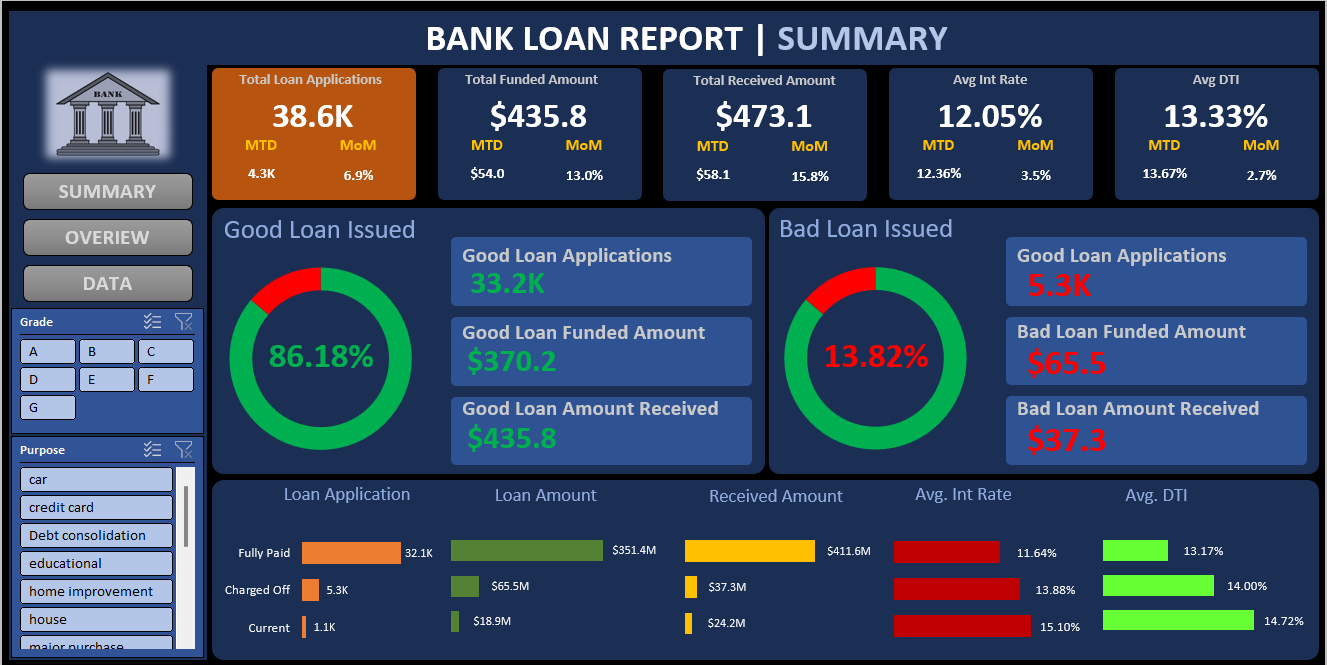 BANK LOAN REPORT | SUMMARY
BANK
SUMMARY
OVERIEW
DATA
Grade
A B C
D E F
G
Purpose
car
credit card
Debt consolidation
educational
home improvement
house
major purchase
Total Loan Applications
38.6K
MTD MoM
4.3K 6.9%
Total Funded Amount
$435.8
MTD MoM
$54.0 13.0%
Total Received Amount
$473.1
MTD MoM
$58.1 15.8%
Avg Int Rate
12.05%
MTD MoM
12.36% 3.5%
Avg DTI
13.33%
MTD MoM
13.67% 2.7%
Good Loan Issued
86.18%
Good Loan Applications
33.2K
Good Loan Funded Amount
$370.2
Good Loan Amount Received
$435.8
Bad Loan Issued
13.82%
Good Loan Applications
5.3K
Bad Loan Funded Amount
$65.5
Bad Loan Amount Received
$37.3
Loan Application Loan Amount Received Amount Avg. Int Rate Avg. DTI
Fully Paid 32.1K $351.4M $411.6M 11.64% 13.17%
Charged Off 5.3K $65.5M $37.3M 13.88% 14.00%
Current 1.1K $18.9M $24.2M 15.10% 14.72%